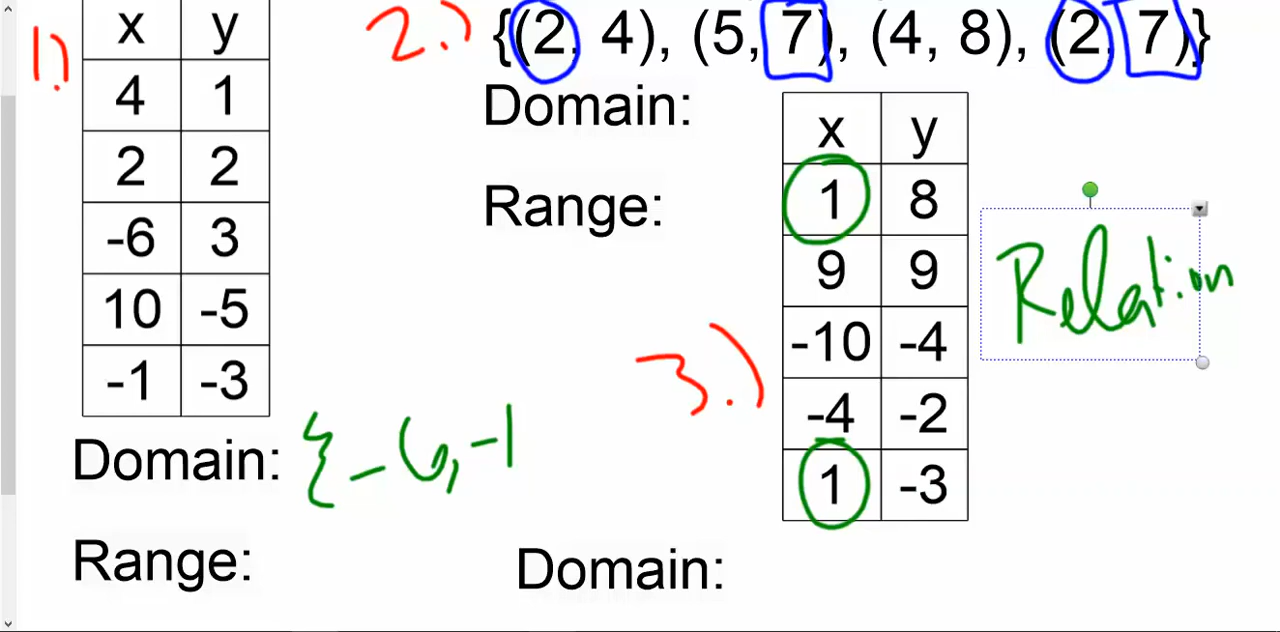 1.)
x y
4 1
2 2
-6 3
10 -5
-1 -3
Domain: {-6, -1
Range:
2.)
{(2, 4), (5, 7), (4, 8), (2, 7)}
Domain:
Range:
3.)
x y
1 8
9 9
-10 -4
-4 -2
1 -3
Relation
Domain: